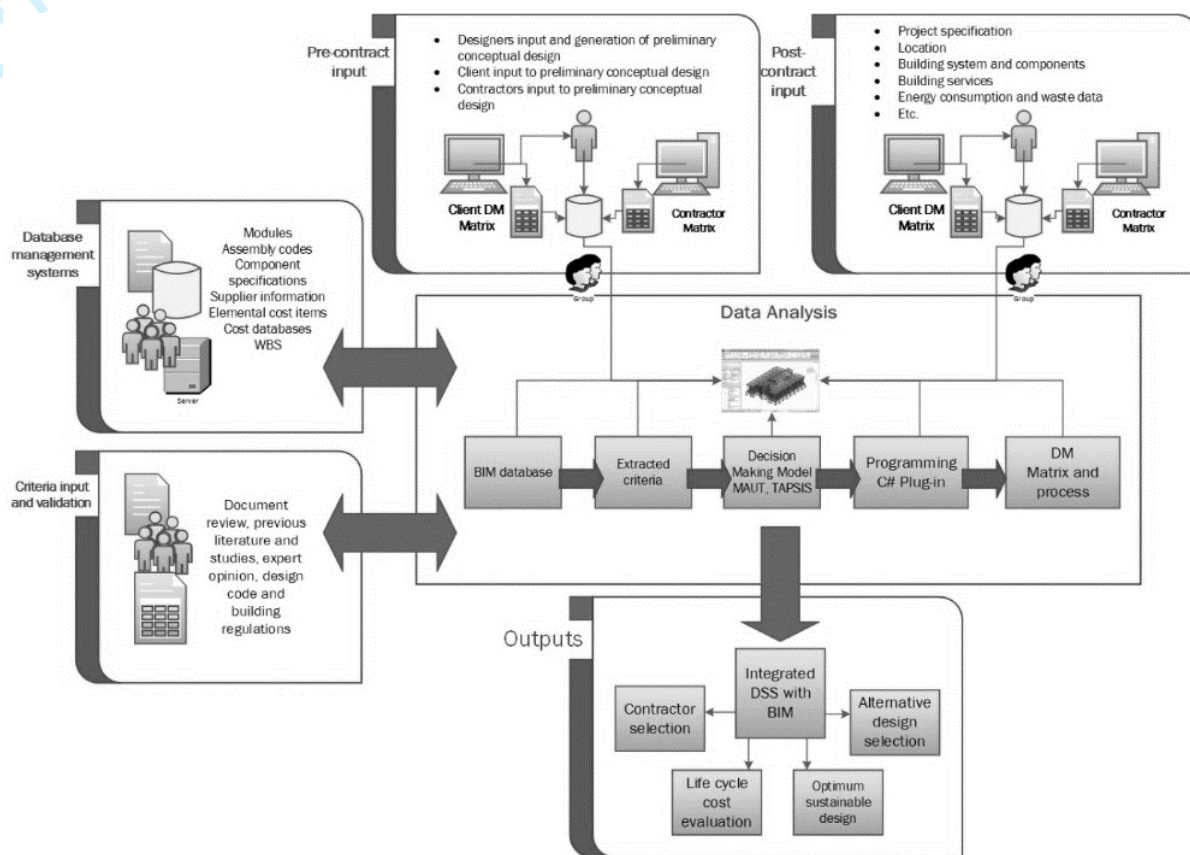 Pre-contract
input
• Designers input and generation of preliminary
conceptual design
• Client input to preliminary conceptual design
• Contractors input to preliminary conceptual
design
Client DM
Matrix
Contractor
Matrix
Group
Post-
contract
input
• Project specification
• Location
• Building system and components
• Building services
• Energy consumption and waste data
• Etc.
Client DM
Matrix
Contractor
Matrix
Group
Database
management
systems
Modules
Assembly codes
Component
specifications
Supplier information
Elemental cost items
Cost databases
WBS
Server
Data Analysis
BIM database
Extracted
criteria
Decision
Making Model
MAUT, TAPSIS
Programming
C# Plug-in
DM
Matrix and
process
Criteria input
and validation
Document
review, previous
literature and
studies, expert
opinion, design
code and
building
regulations
Outputs
Integrated
DSS with
BIM
Contractor
selection
Alternative
design
selection
Life cycle
cost
evaluation
Optimum
sustainable
design